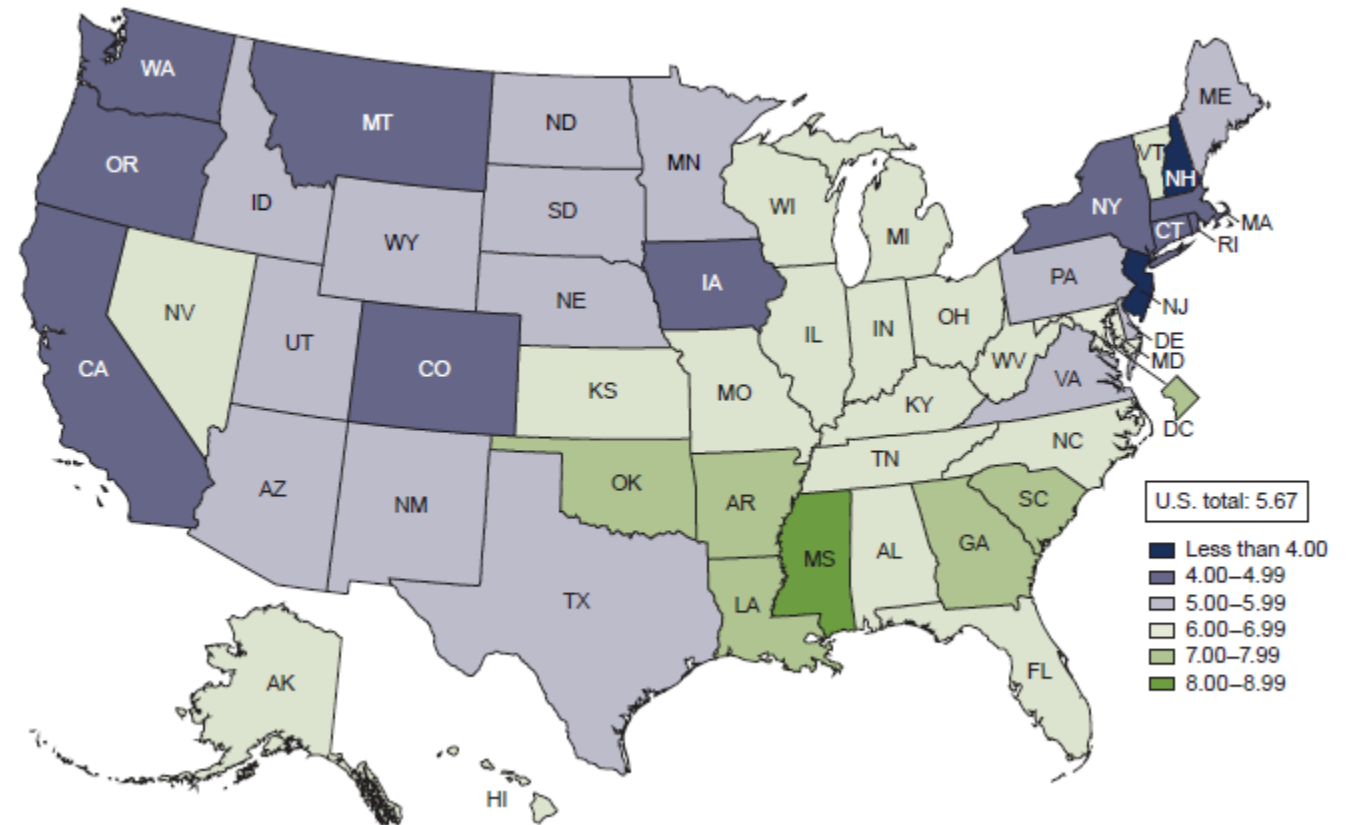 WA
MT
ND
MN
ME
OR
ID
SD
WI
MI
VT
NH
NY
MA
CT
RI
WY
IA
NE
PA
NJ
NV
UT
CO
IL
IN
OH
DE
MD
CA
KS
MO
WV
VA
KY
DC
NC
TN
AZ
NM
OK
AR
SC
MS
AL
GA
TX
LA
FL
AK
HI
U.S. total: 5.67
Less than 4.00
4.00–4.99
5.00–5.99
6.00–6.99
7.00–7.99
8.00–8.99